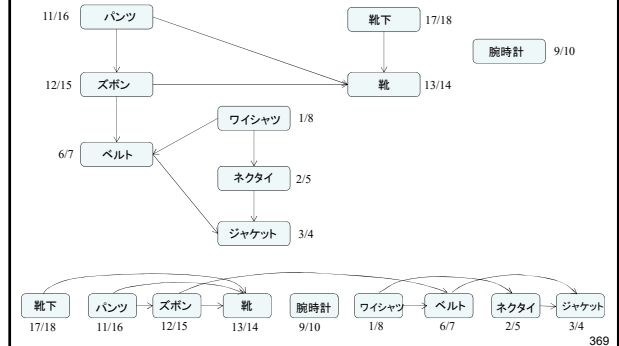 11/16 パンツ 靴下 17/18
腕時計 9/10
12/15 ズボン 靴 13/14
ワイシャツ 1/8
6/7 ベルト
ネクタイ 2/5
ジャケット 3/4
靴下 パンツ ズボン 靴 腕時計 ワイシャツ ベルト ネクタイ ジャケット
17/18 11/16 12/15 13/14 9/10 1/8 6/7 2/5 3/4
369